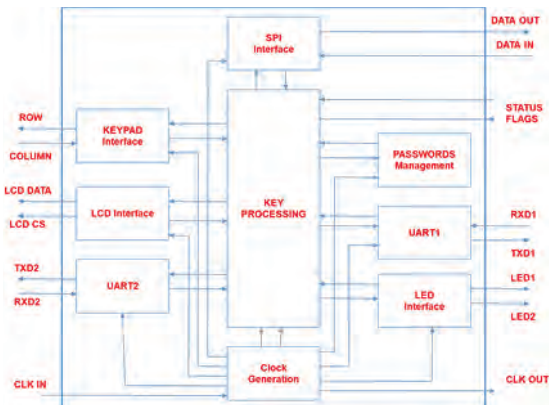 DATA OUT
SPI
Interface
DATA IN
STATUS
FLAGS
ROW
KEYPAD
Interface
COLUMN
PASSWORDS
Management
KEY
PROCESSING
LCD DATA
LCD Interface
LCD CS
RXD1
UART1
TXD1
TXD2
UART2
RXD2
LED1
LED
Interface
LED2
Clock
Generation
CLK IN
CLK OUT